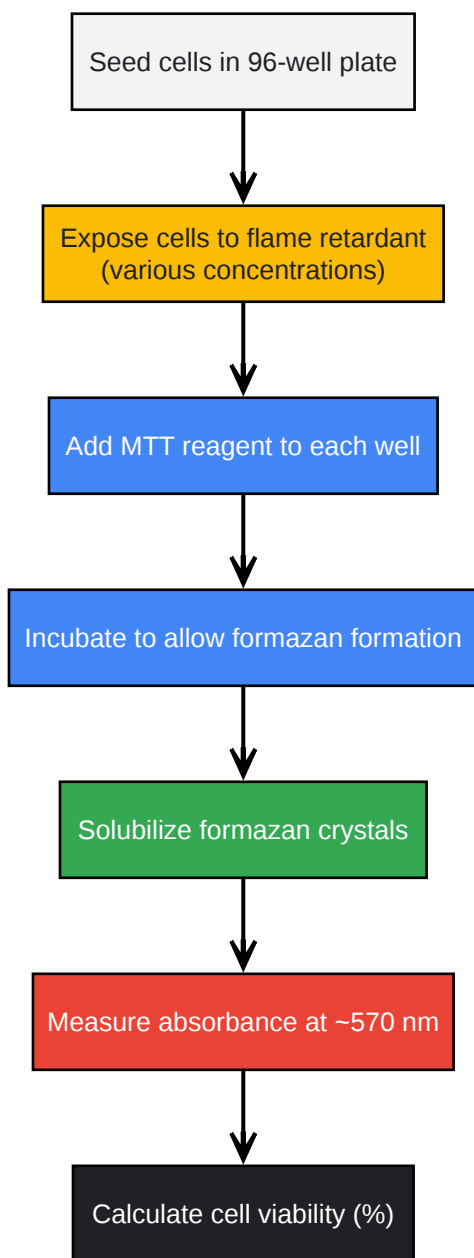 Seed cells in 96-well plate
Expose cells to flame retardant
(various concentrations)
Add MTT reagent to each well
Incubate to allow formazan formation
Solubilize formazan crystals
Measure absorbance at ~570 nm
Calculate cell viability (%)